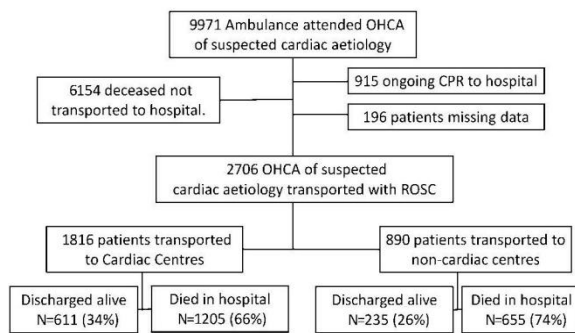 9971 Ambulance attended OHCA
of suspected cardiac aetiology
915 ongoing CPR to hospital
6154 deceased not
transported to hospital.
196 patients missing data
2706 OHCA of suspected
cardiac aetiology transported with ROSC
1816 patients transported
to Cardiac Centres
890 patients transported to
non-cardiac centres
Discharged alive
N=611 (34%)
Died in hospital
N=1205 (66%)
Discharged alive
N=235 (26%)
Died in hospital
N=655 (74%)